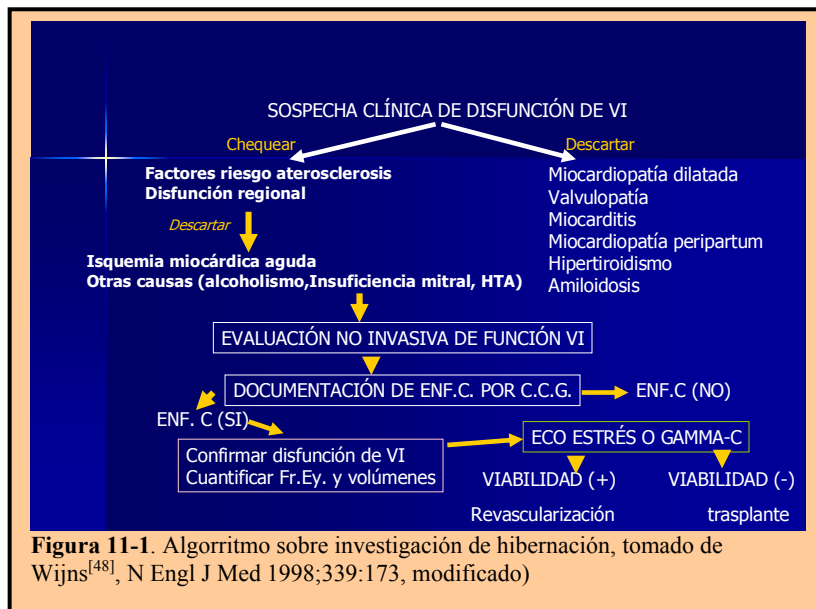 SOSPECHA CLÍNICA DE DISFUNCIÓN DE VI
Chequear
Descartar
Factores riesgo aterosclerosis
Disfunción regional
Miocardiopatía dilatada
Valvulopatía
Miocarditis
Miocardiopatía peripartum
Hipertiroidismo
Amiloidosis
Descartar
Isquemia miocárdica aguda
Otras causas (alcoholismo,Insuficiencia mitral, HTA)
EVALUACIÓN NO INVASIVA DE FUNCIÓN VI
DOCUMENTACIÓN DE ENF.C. POR C.C.G.
ENF.C (NO)
ENF. C (SI)
Confirmar disfunción de VI
Cuantificar Fr.Ey. y volúmenes
ECO ESTRÉS O GAMMA-C
VIABILIDAD (+)
VIABILIDAD (-)
Revascularización
trasplante
Figura 11-1. Algorritmo sobre investigación de hibernación, tomado de
Wijns[48], N Engl J Med 1998;339:173, modificado)